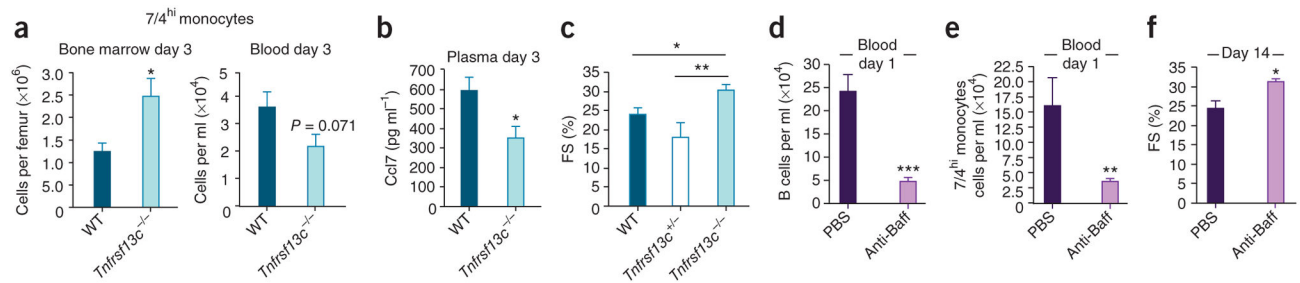 a
7/4hi monocytes
Bone marrow day 3
Cells per femur (×10⁶)
3.0
2.5
2.0
1.5
1.0
5.0
0
*
WT
Tnfrsf13c–/–
Blood day 3
Cells per ml (×10⁴)
5
4
3
2
1
0
P = 0.071
WT
Tnfrsf13c–/–
b
Plasma day 3
Ccl7 (pg ml⁻¹)
700
600
500
400
300
200
100
0
*
WT
Tnfrsf13c–/–
c
FS (%)
35
30
25
20
15
10
5
0
*
**
WT
Tnfrsf13c+/–
Tnfrsf13c–/–
d
Blood
day 1
B cells per ml (×10⁴)
30
25
20
15
10
5
0
***
PBS
Anti-Baff
e
Blood
day 1
7/4hi monocytes
cells per ml (×10⁴)
22.5
20.0
17.5
15.0
12.5
10.0
7.5
5.0
2.5
0
**
PBS
Anti-Baff
f
Day 14
FS (%)
35
30
25
20
15
10
5
0
*
PBS
Anti-Baff